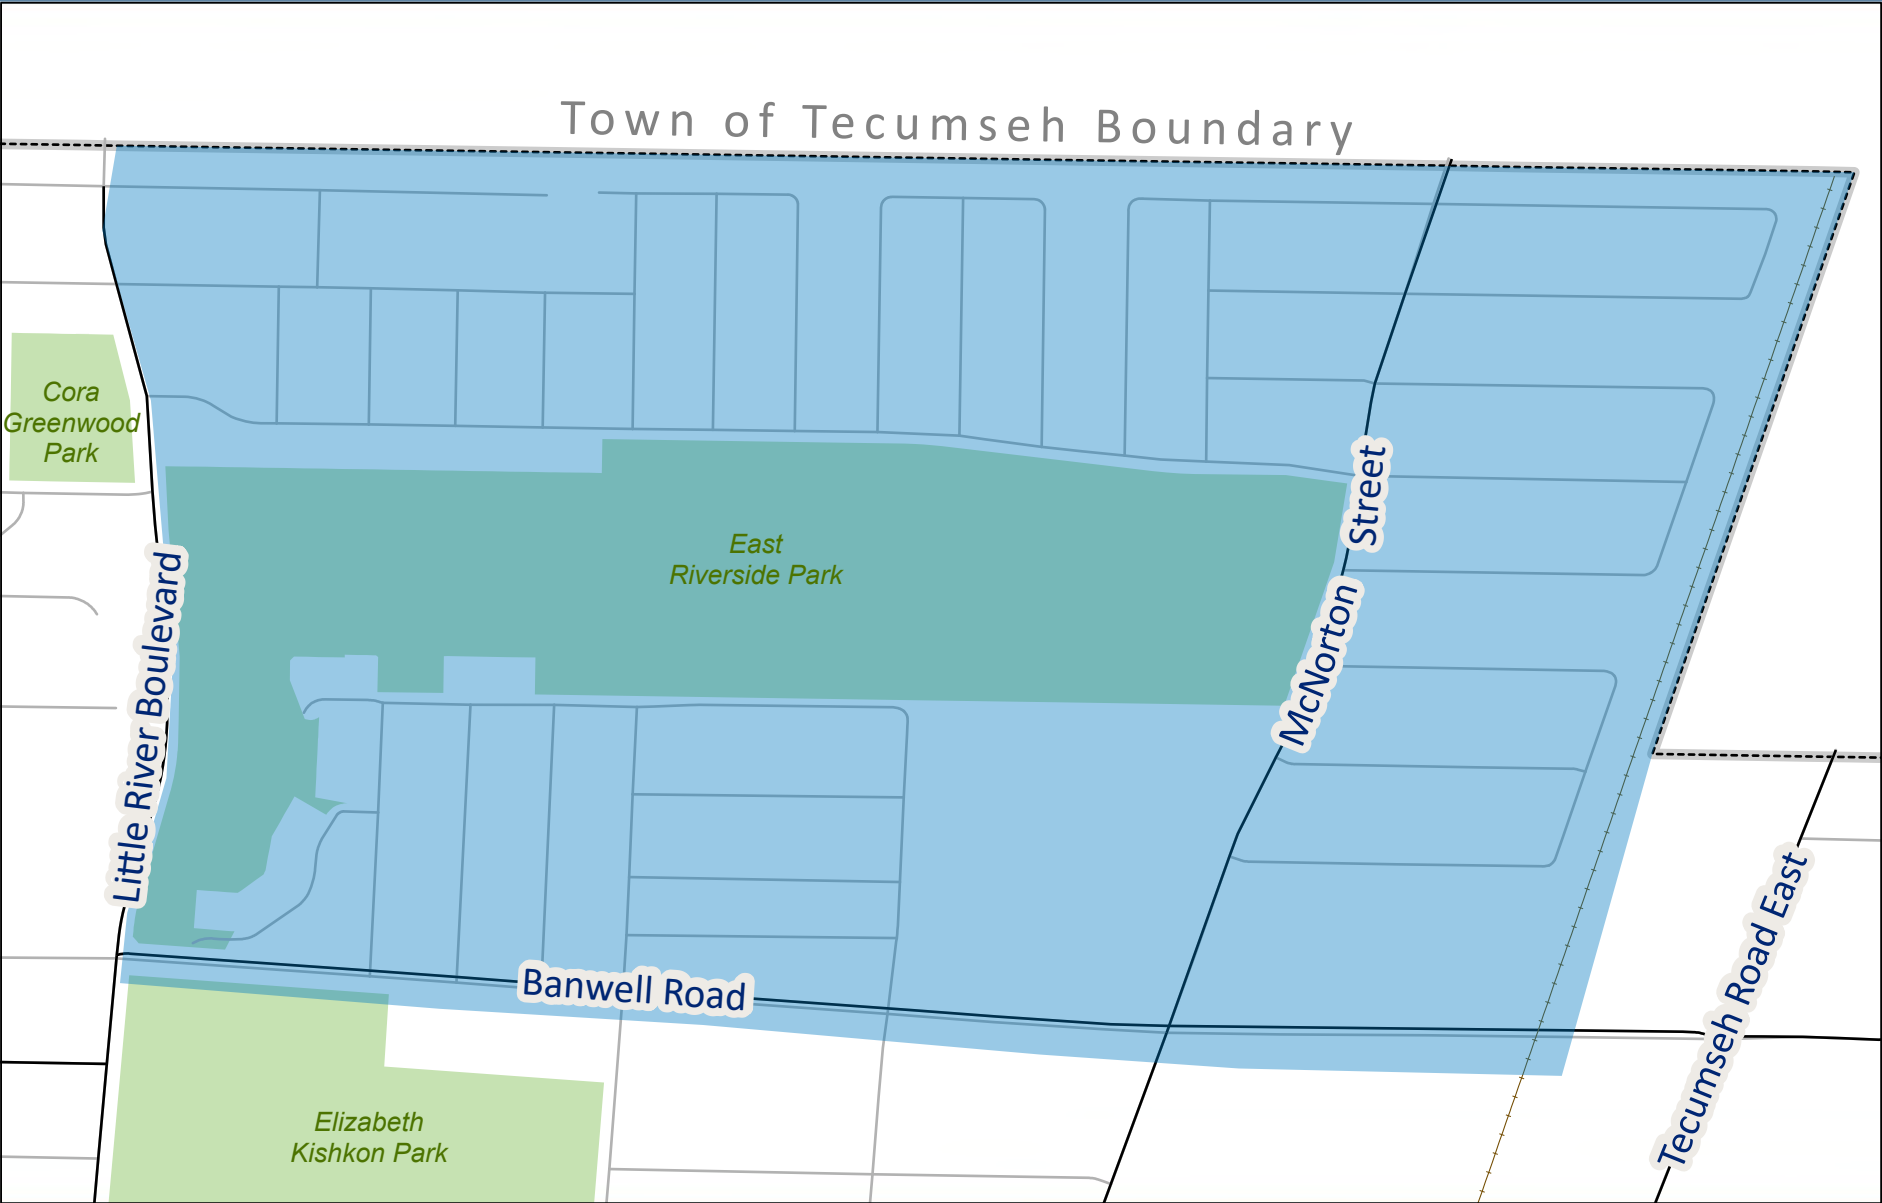 Town of Tecumseh Boundary
Cora
Greenwood
Park
McNorton Street
East
Riverside Park
Little River Boulevard
Banwell Road
Tecumseh Road East
Elizabeth
Kishkon Park